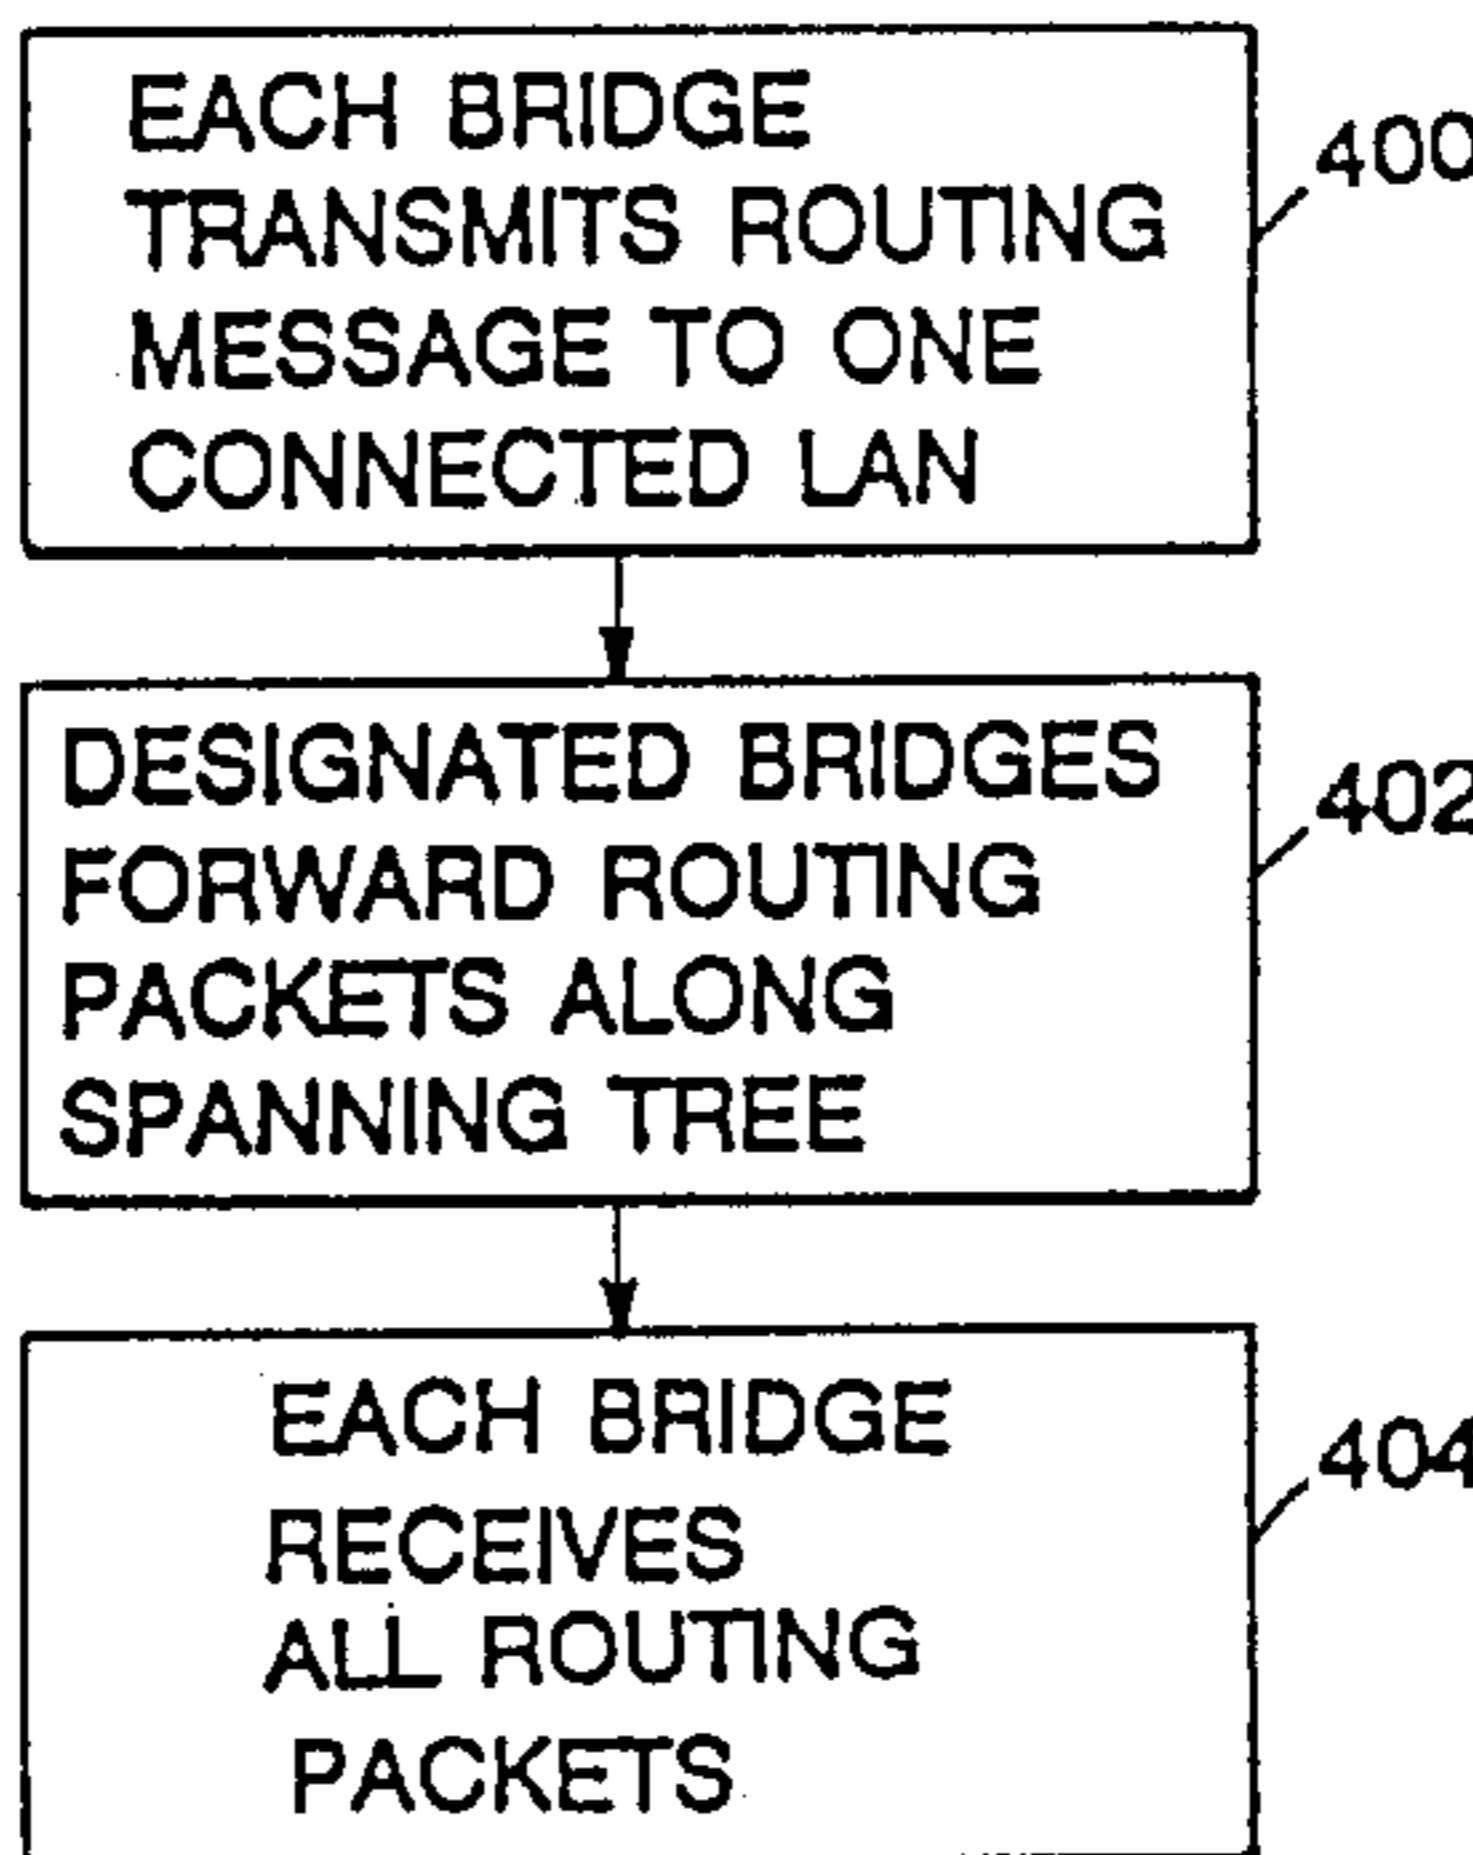 EACH BRIDGE
TRANSMITS ROUTING
MESSAGE TO ONE
CONNECTED LAN
400
DESIGNATED BRIDGES
FORWARD ROUTING
PACKETS ALONG
SPANNING TREE
402
EACH BRIDGE
RECEIVES
ALL ROUTING
PACKETS
404